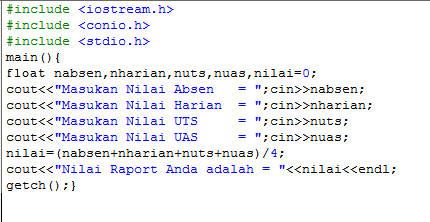 #include <iostream.h>
#include <conio.h>
#include <stdio.h>
main(){
float nabsen,nharian,nuts,nuas,nilai=0;
cout<<"Masukan Nilai Absen   = ";cin>>nabsen;
cout<<"Masukan Nilai Harian  = ";cin>>nharian;
cout<<"Masukan Nilai UTS     = ";cin>>nuts;
cout<<"Masukan Nilai UAS     = ";cin>>nuas;
nilai=(nabsen+nharian+nuts+nuas)/4;
cout<<"Nilai Raport Anda adalah = "<<nilai<<endl;
getch();}